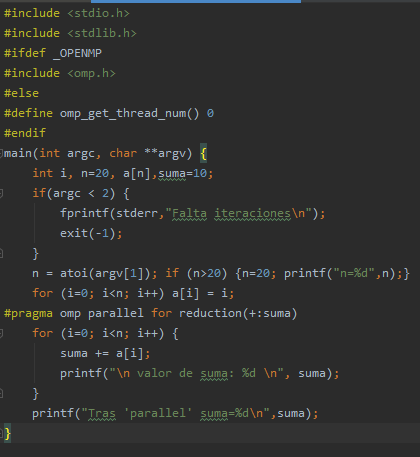 #include <stdio.h>
#include <stdlib.h>
#ifdef _OPENMP
#include <omp.h>
#else
#define omp_get_thread_num() 0
#endif
main(int argc, char **argv) {
    int i, n=20, a[n],suma=10;
    if(argc < 2) {
        fprintf(stderr,"Falta iteraciones\n");
        exit(-1);
    }
    n = atoi(argv[1]); if (n>20) {n=20; printf("n=%d",n);}
    for (i=0; i<n; i++) a[i] = i;
#pragma omp parallel for reduction(+:suma)
    for (i=0; i<n; i++) {
        suma += a[i];
        printf("\n valor de suma: %d \n", suma);
    }
    printf("Tras 'parallel' suma=%d\n",suma);
}